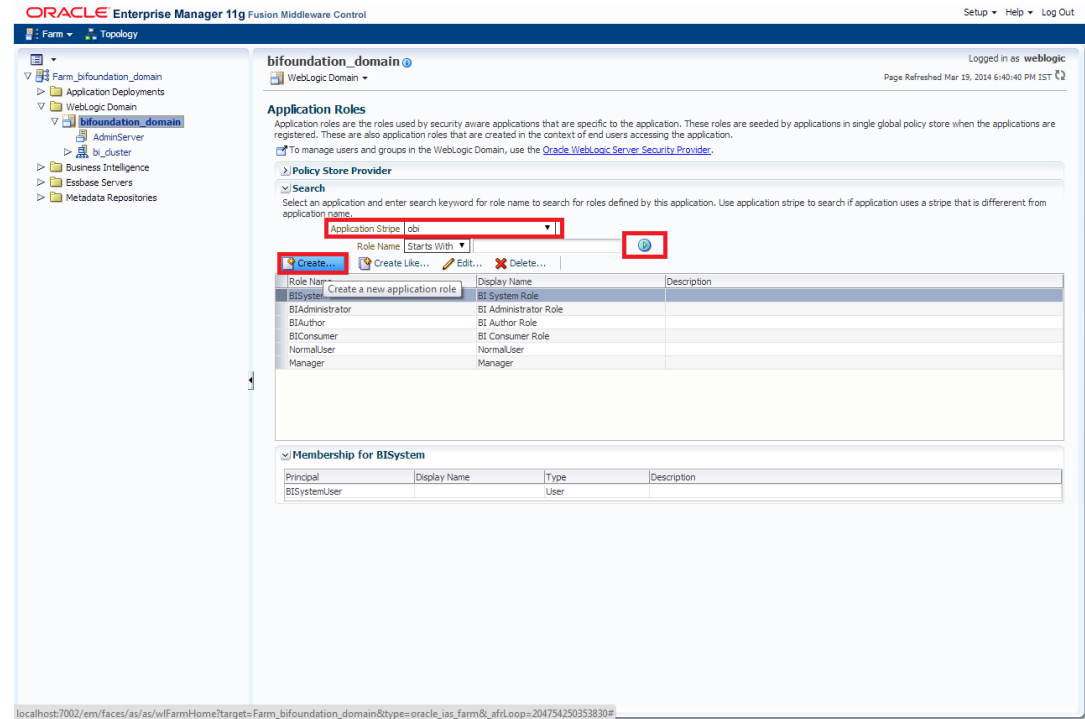 ORACLE Enterprise Manager 11g Fusion Middleware Control
Setup Help Log Out
Farm Topology
Farm_bifoundation_domain
Application Deployments
WebLogic Domain
bifoundation_domain
AdminServer
bi_cluster
Business Intelligence
Essbase Servers
Metadata Repositories
bifoundation_domain
Logged in as weblogic
WebLogic Domain
Page Refreshed Mar 19, 2014 6:40:40 PM IST
Application Roles
Application roles are the roles used by security aware applications that are specific to the application. These roles are seeded by applications in single global policy store when the applications are
registered. These are also application roles that are created in the context of end users accessing the application.
To manage users and groups in the WebLogic Domain, use the Oracle WebLogic Server Security Provider.
Policy Store Provider
Search
Select an application and enter search keyword for role name to search for roles defined by this application. Use application stripe to search if application uses a stripe that is differerent from
application name.
Application Stripe obi
Role Name Starts With
Create... Create Like... Edit... Delete...
Role Name Display Name Description
Create a new application role
BISystem BI System Role
BIAdministrator BI Administrator Role
BIAuthor BI Author Role
BIConsumer BI Consumer Role
NormalUser NormalUser
Manager Manager
Membership for BISystem
Principal Display Name Type Description
BISystemUser User
localhost:7002/em/faces/as/as/wlFarmHome?target=Farm_bifoundation_domain&type=oracle_ias_farm&_afrLoop=204754250353830#